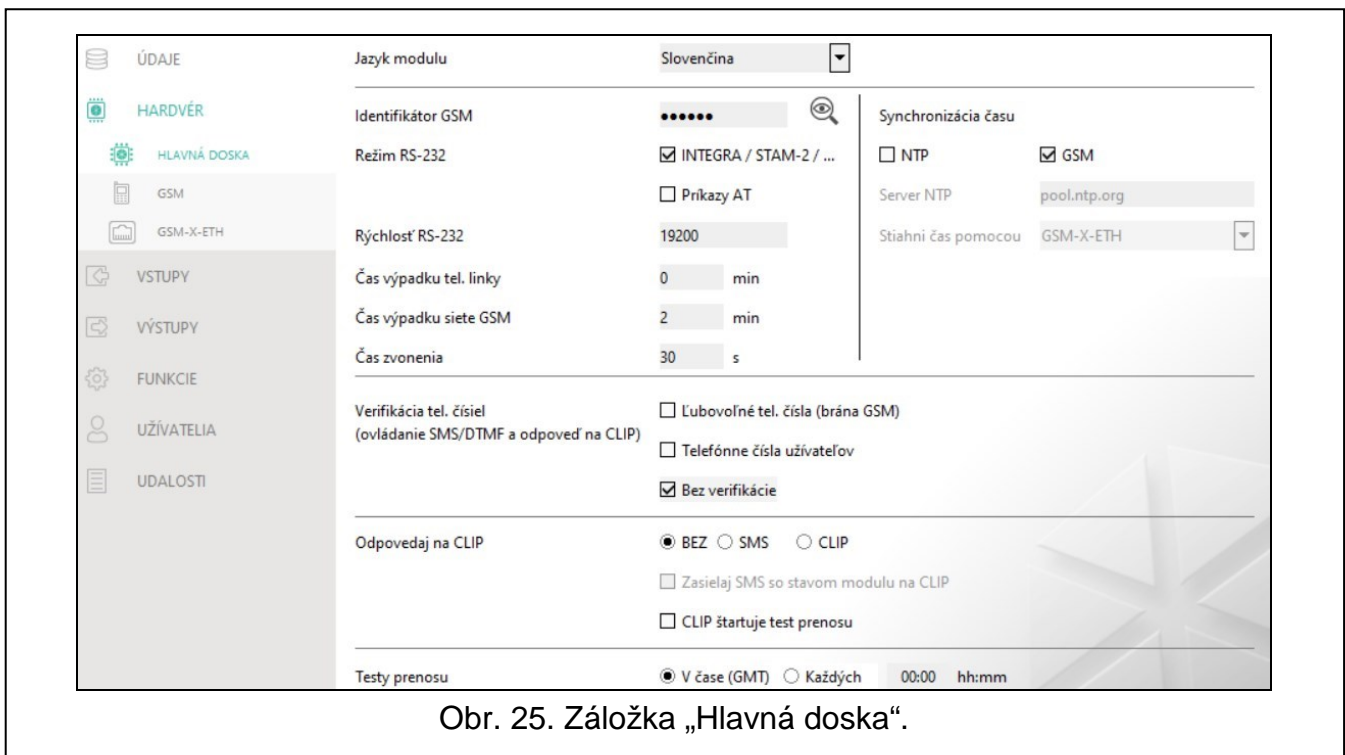 ÚDAJE
HARDVÉR
HLAVNÁ DOSKA
GSM
GSM-X-ETH
VSTUPY
VÝSTUPY
FUNKCIE
UŽÍVATELIA
UDALOSTI
Jazyk modulu Slovenčina
Identifikátor GSM ••••••
Režim RS-232 INTEGRA / STAM-2 / ...
Príkazy AT
Rýchlosť RS-232 19200
Čas výpadku tel. linky 0 min
Čas výpadku siete GSM 2 min
Čas zvonenia 30 s
Synchronizácia času
NTP GSM
Server NTP pool.ntp.org
Stiahni čas pomocou GSM-X-ETH
Verifikácia tel. čísiel
(ovládanie SMS/DTMF a odpoveď na CLIP)
Ľubovoľné tel. čísla (brána GSM)
Telefónne čísla užívateľov
Bez verifikácie
Odpovedaj na CLIP BEZ SMS CLIP
Zasielaj SMS so stavom modulu na CLIP
CLIP štartuje test prenosu
Testy prenosu V čase (GMT) Každých 00:00 hh:mm
Obr. 25. Záložka „Hlavná doska“.